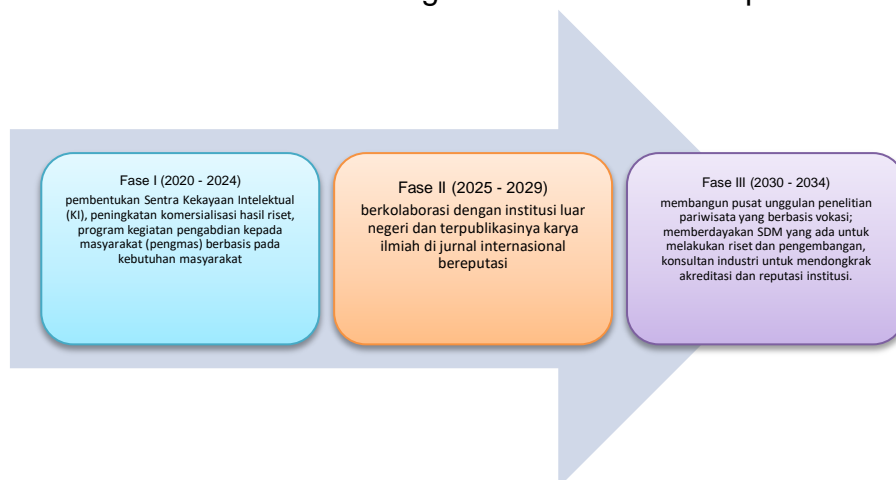 Fase I (2020 - 2024)
pembentukan Sentra Kekayaan Intelektual
(KI), peningkatan komersialisasi hasil riset,
program kegiatan pengabdian kepada
masyarakat (pengmas) berbasis pada
kebutuhan masyarakat
Fase II (2025 - 2029)
berkolaborasi dengan institusi luar
negeri dan terpublikasinya karya
ilmiah di jurnal internasional
bereputasi
Fase III (2030 - 2034)
membangun pusat unggulan penelitian
pariwisata yang berbasis vokasi;
memberdayakan SDM yang ada untuk
melakukan riset dan pengembangan,
konsultan industri untuk mendongkrak
akreditasi dan reputasi institusi.